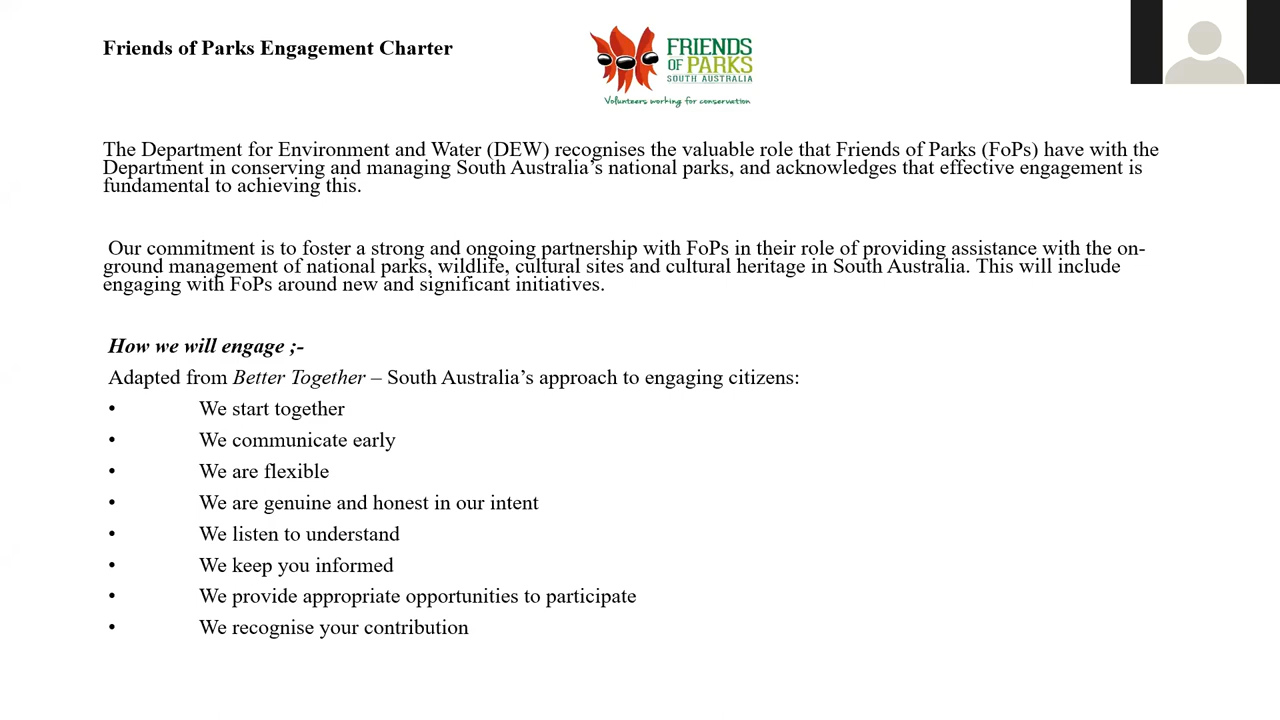 Friends of Parks Engagement Charter
FRIENDS
OF PARKS
SOUTH AUSTRALIA
Volunteers working for conservation
The Department for Environment and Water (DEW) recognises the valuable role that Friends of Parks (FoPs) have with the
Department in conserving and managing South Australia’s national parks, and acknowledges that effective engagement is
fundamental to achieving this.
Our commitment is to foster a strong and ongoing partnership with FoPs in their role of providing assistance with the on-
ground management of national parks, wildlife, cultural sites and cultural heritage in South Australia. This will include
engaging with FoPs around new and significant initiatives.
How we will engage ;-
Adapted from Better Together – South Australia’s approach to engaging citizens:
• We start together
• We communicate early
• We are flexible
• We are genuine and honest in our intent
• We listen to understand
• We keep you informed
• We provide appropriate opportunities to participate
• We recognise your contribution